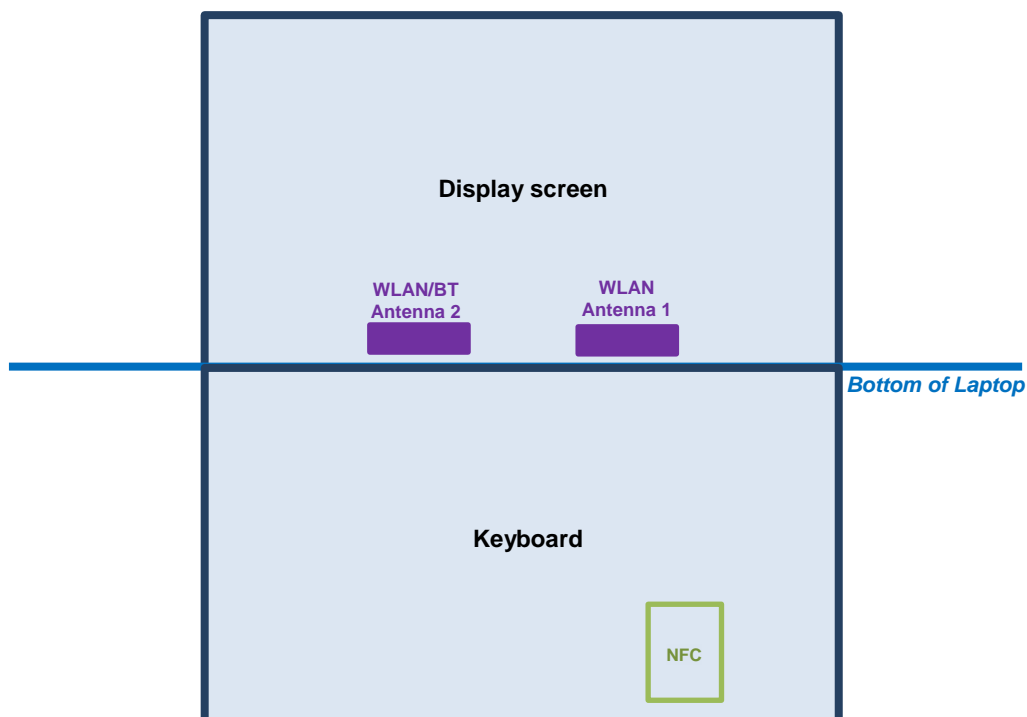 Display screen
WLAN/BT
Antenna 2
WLAN
Antenna 1
Bottom of Laptop
Keyboard
NFC